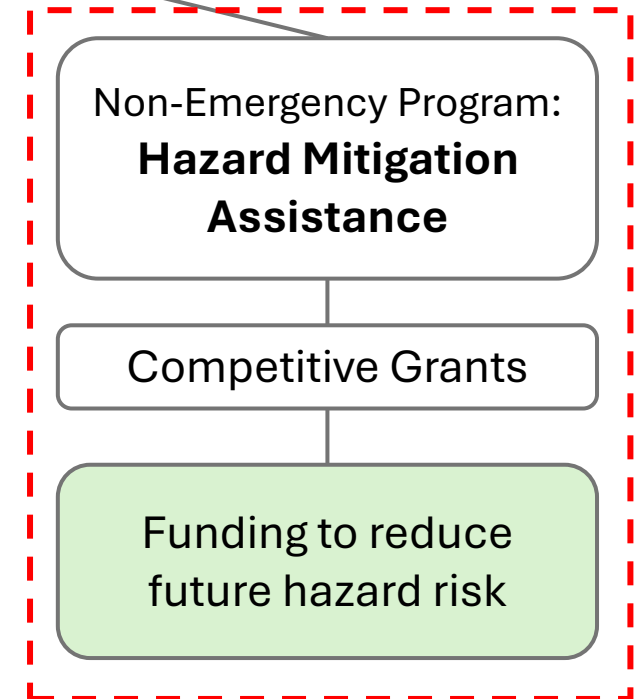 Non-Emergency Program:
Hazard Mitigation
Assistance
Competitive Grants
Funding to reduce
future hazard risk